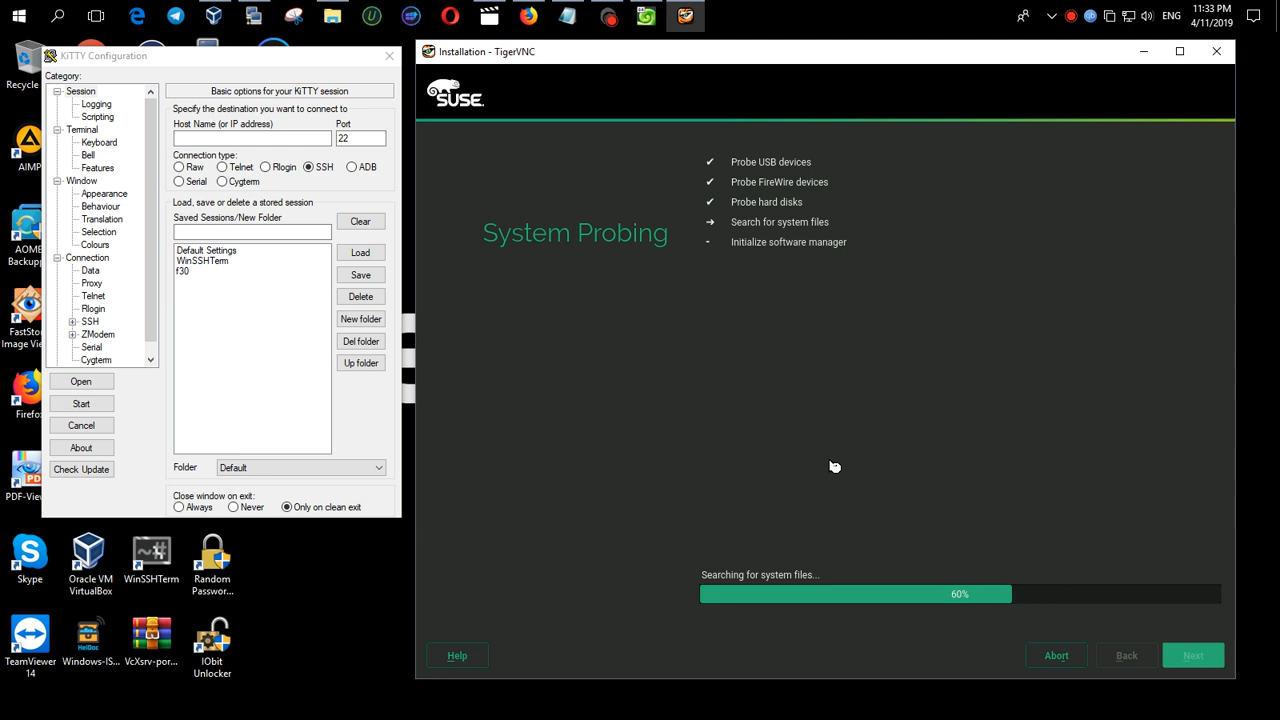 11:33 PM
ENG
4/11/2019
Recycle
AIMP
AOME
Backupp
FastSto
Image Vie
Firefo
PDF-View
Skype
Oracle VM
VirtualBox
WinSSHTerm
Random
Passwor...
TeamViewer
14
Windows-IS...
VcXsrv-por...
IObit
Unlocker
KiTTY Configuration
Category:
Session
Logging
Scripting
Terminal
Keyboard
Bell
Features
Window
Appearance
Behaviour
Translation
Selection
Colours
Connection
Data
Proxy
Telnet
Rlogin
SSH
ZModem
Serial
Cygterm
Open
Start
Cancel
About
Check Update
Basic options for your KiTTY session
Specify the destination you want to connect to
Host Name (or IP address) Port
22
Connection type:
Raw Telnet Rlogin SSH ADB
Serial Cygterm
Load, save or delete a stored session
Saved Sessions/New Folder
Clear
Default Settings
WinSSHTerm
f30
Load
Save
Delete
New folder
Del folder
Up folder
Folder Default
Close window on exit:
Always Never Only on clean exit
Installation - TigerVNC
SUSE
System Probing
✔ Probe USB devices
✔ Probe FireWire devices
✔ Probe hard disks
➔ Search for system files
- Initialize software manager
Searching for system files...
60%
Help Abort Back Next